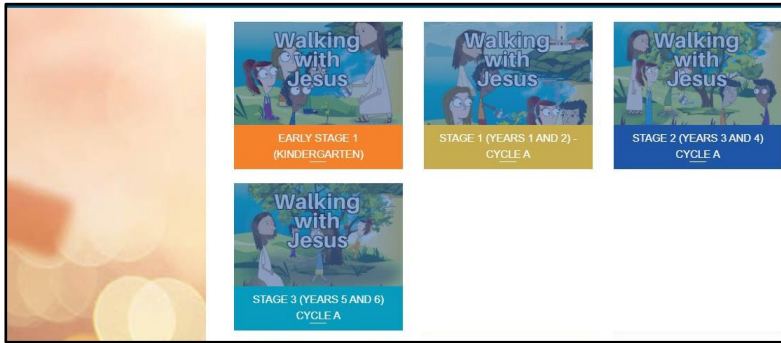 Walking
with
Jesus
EARLY STAGE 1
(KINDERGARTEN)
Walking
with
Jesus
STAGE 1 (YEARS 1 AND 2) -
CYCLE A
Walking
with
Jesus
STAGE 2 (YEARS 3 AND 4)
CYCLE A
Walking
with
Jesus
STAGE 3 (YEARS 5 AND 6)
CYCLE A